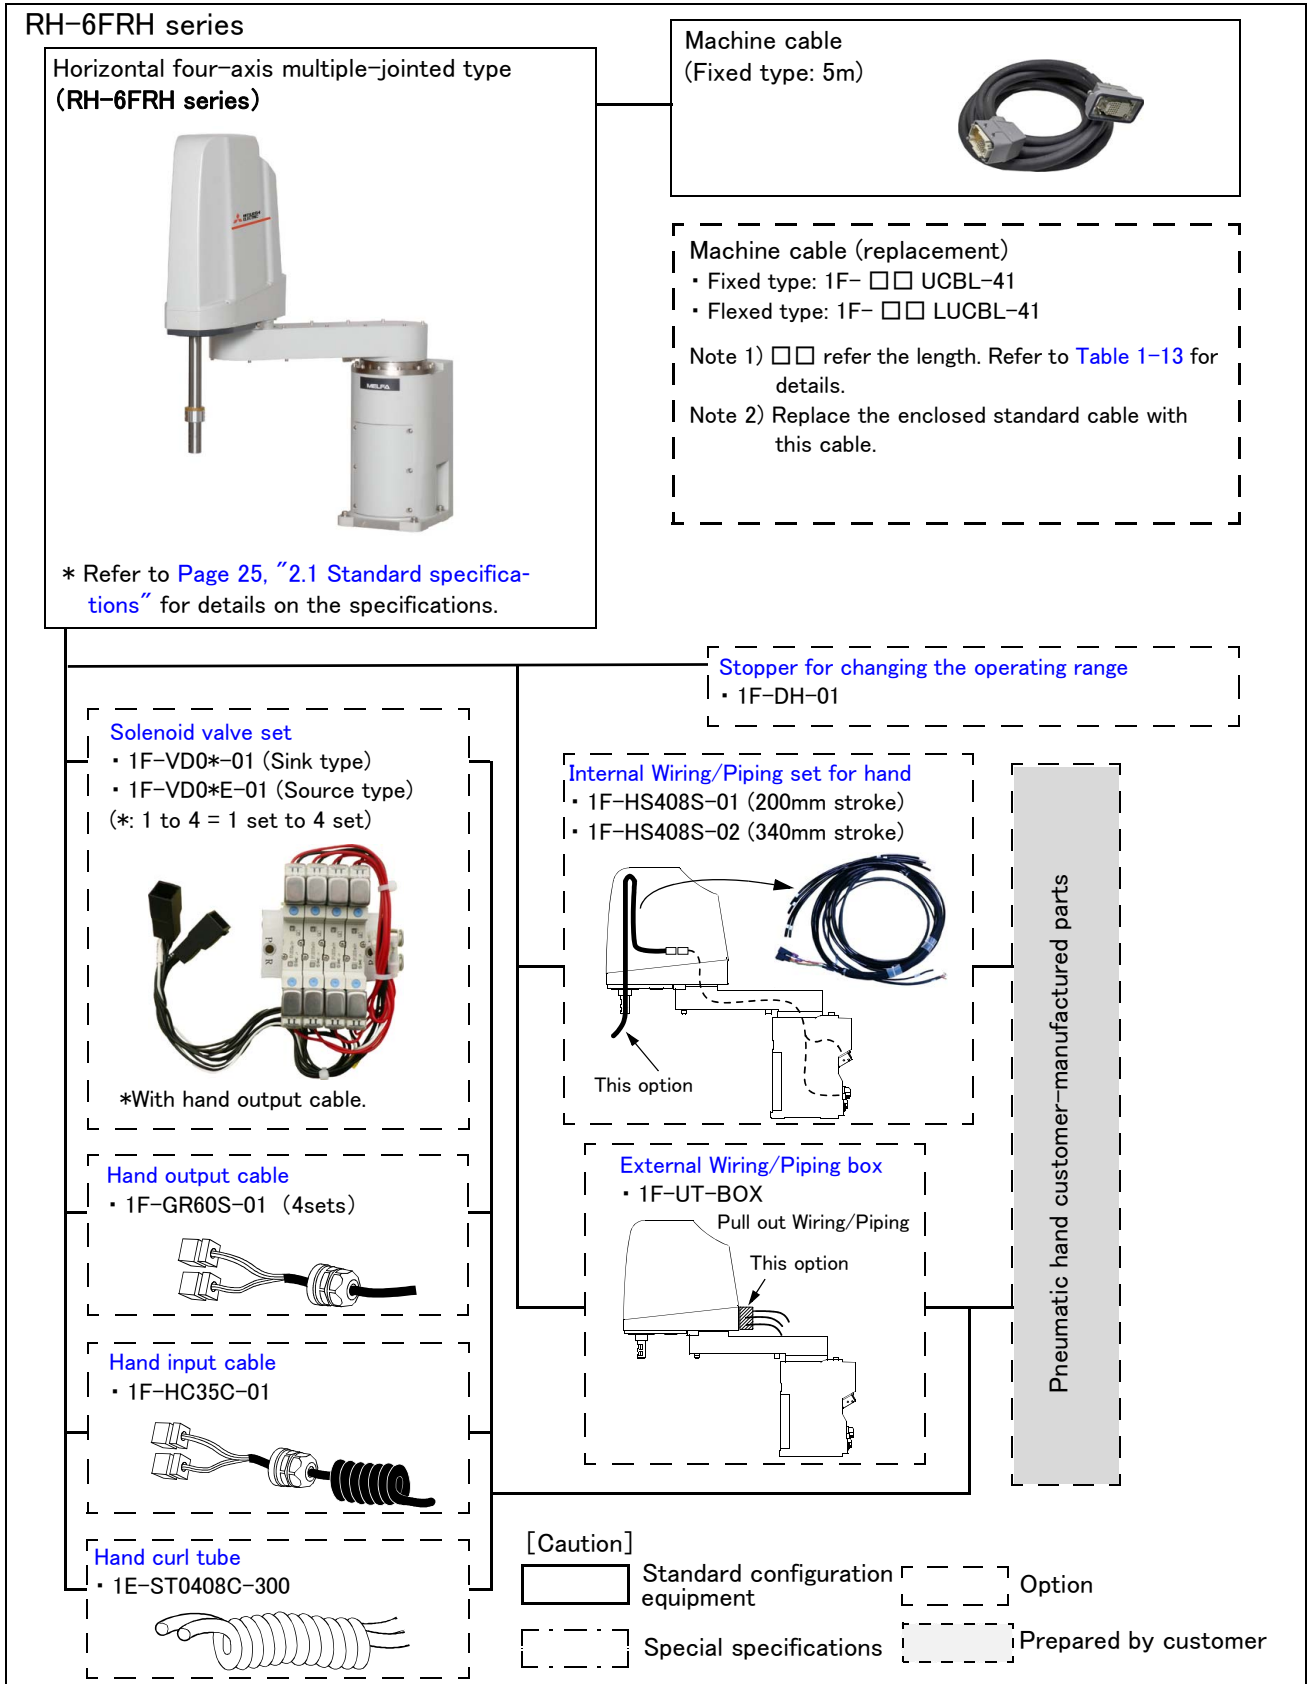 RH-6FRH series
Horizontal four-axis multiple-jointed type
(RH-6FRH series)
MITSUBISHI
ELECTRIC
MELFA
* Refer to Page 25, "2.1 Standard specifica-
tions" for details on the specifications.
Machine cable
(Fixed type: 5m)
Machine cable (replacement)
・Fixed type: 1F- □□ UCBL-41
・Flexed type: 1F- □□ LUCBL-41
Note 1) □□ refer the length. Refer to Table 1-13 for
details.
Note 2) Replace the enclosed standard cable with
this cable.
Stopper for changing the operating range
・1F-DH-01
Solenoid valve set
・1F-VD0*-01 (Sink type)
・1F-VD0*E-01 (Source type)
(*: 1 to 4 = 1 set to 4 set)
P
R
*With hand output cable.
Hand output cable
・1F-GR60S-01 (4sets)
Hand input cable
・1F-HC35C-01
Hand curl tube
・1E-ST0408C-300
Internal Wiring/Piping set for hand
・1F-HS408S-01 (200mm stroke)
・1F-HS408S-02 (340mm stroke)
This option
External Wiring/Piping box
・1F-UT-BOX
Pull out Wiring/Piping
This option
Pneumatic hand customer-manufactured parts
[Caution]
Standard configuration
equipment
Option
Special specifications
Prepared by customer